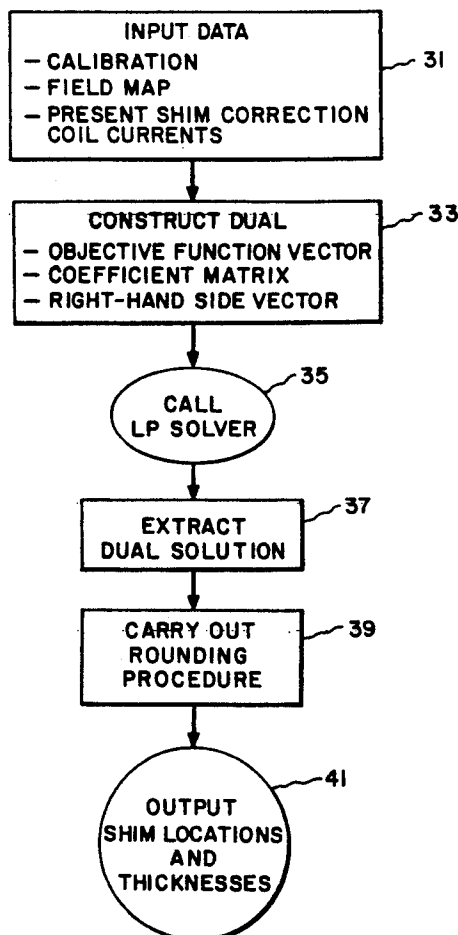 INPUT DATA
– CALIBRATION
– FIELD MAP
– PRESENT SHIM CORRECTION
COIL CURRENTS
31
CONSTRUCT DUAL
– OBJECTIVE FUNCTION VECTOR
– COEFFICIENT MATRIX
– RIGHT-HAND SIDE VECTOR
33
CALL
LP SOLVER
35
EXTRACT
DUAL SOLUTION
37
CARRY OUT
ROUNDING
PROCEDURE
39
OUTPUT
SHIM LOCATIONS
AND
THICKNESSES
41